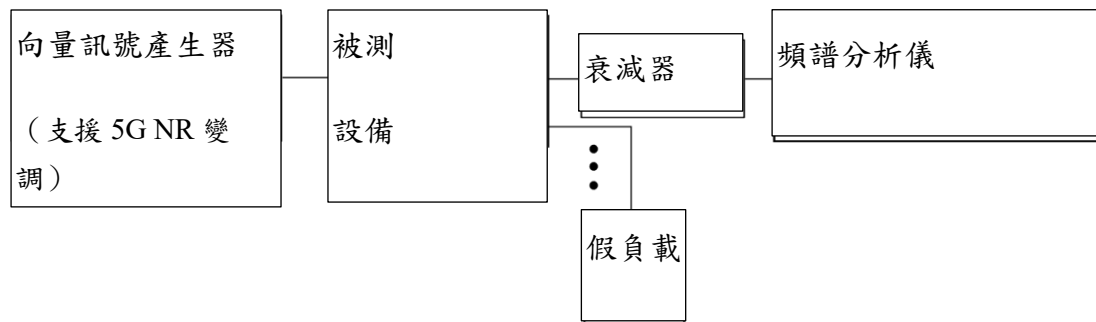 向量訊號產生器
（支援 5G NR 變
調）
被測
設備
衰減器
頻譜分析儀
假負載